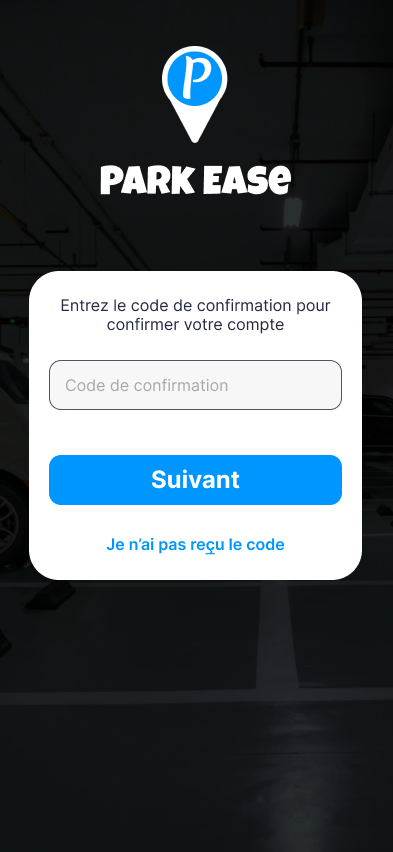 P
PARK EASe
Entrez le code de confirmation pour
confirmer votre compte
Code de confirmation
Suivant
Je n'ai pas reçu le code